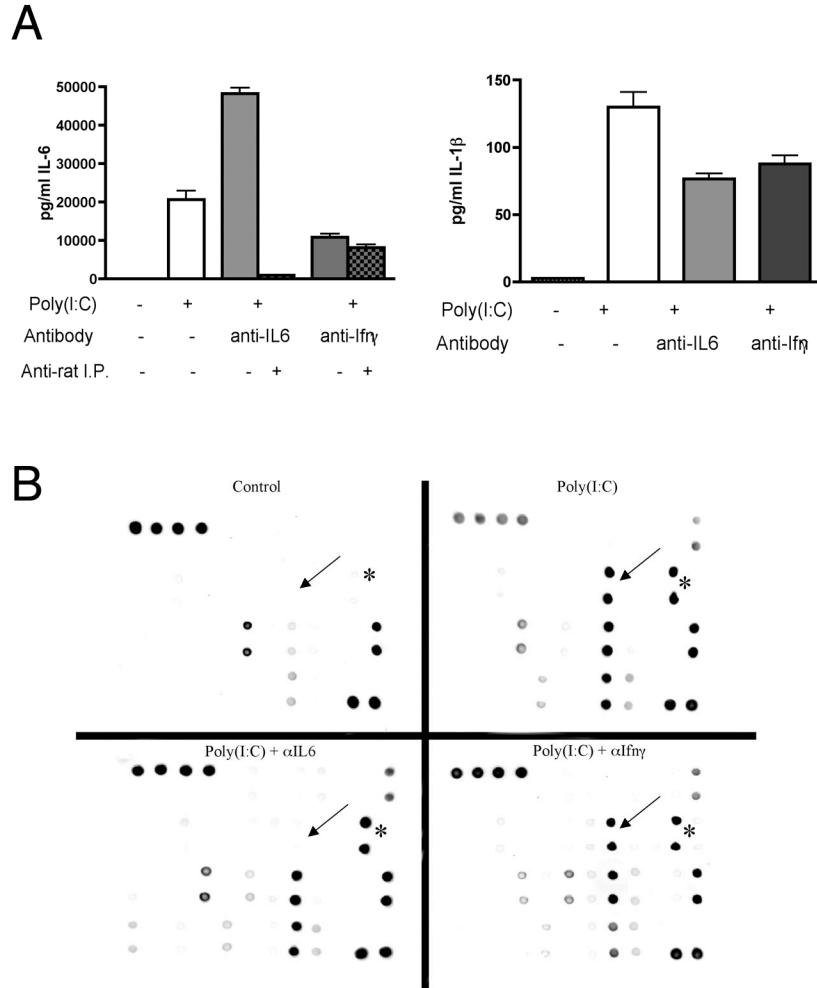 A
50000
40000
30000
20000
10000
0
pg/ml IL-6
Poly(I:C) - + + +
Antibody - - anti-IL6 anti-Ifnγ
Anti-rat I.P. - - - + - +
150
100
50
0
pg/ml IL-1β
Poly(I:C) - + + +
Antibody - - anti-IL6 anti-Ifnγ
B
Control
*
Poly(I:C)
*
Poly(I:C) + αIL6
*
Poly(I:C) + αIfnγ
*